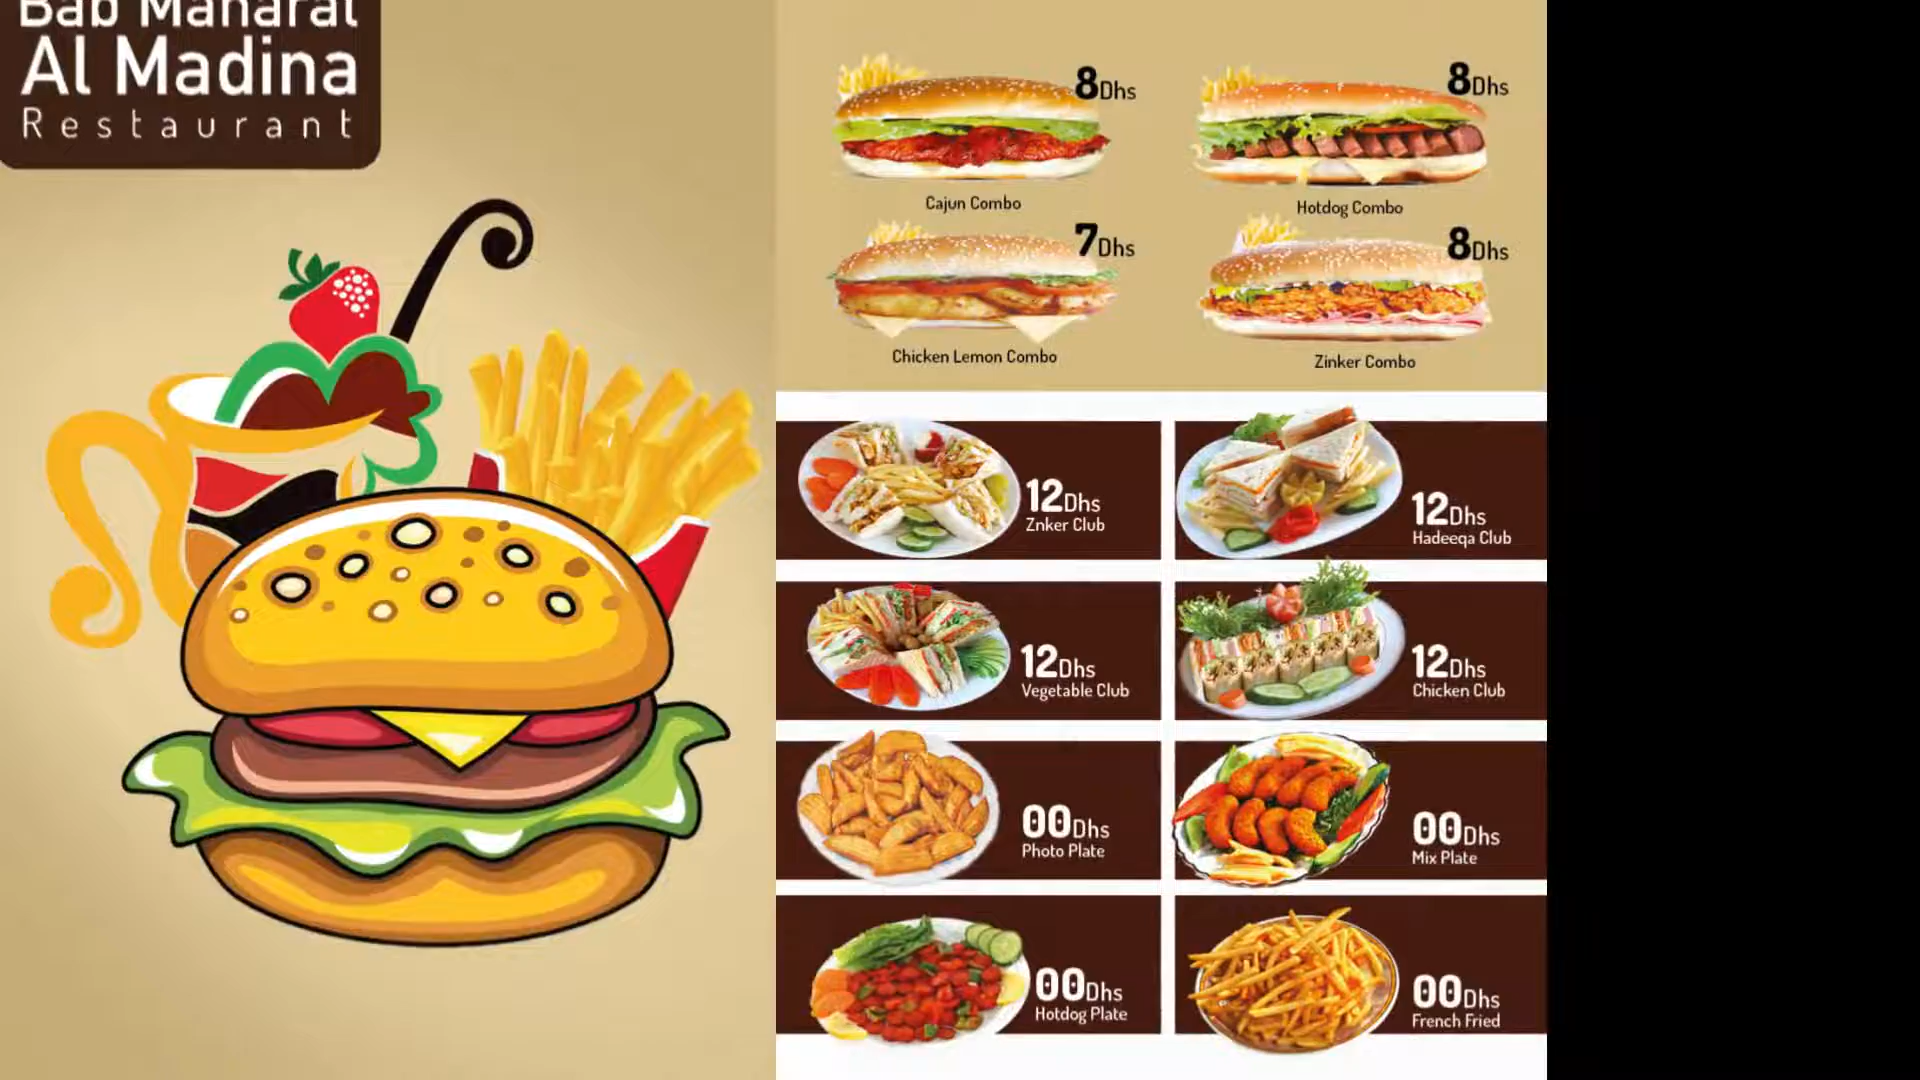 Al Madina
Restaurant
8Dhs
Cajun Combo
8Dhs
Hotdog Combo
7Dhs
Chicken Lemon Combo
8Dhs
Zinker Combo
12Dhs
Znker Club
12Dhs
Hadeeqa Club
12Dhs
Vegetable Club
12Dhs
Chicken Club
00Dhs
Photo Plate
00Dhs
Mix Plate
00Dhs
Hotdog Plate
00Dhs
French Fried